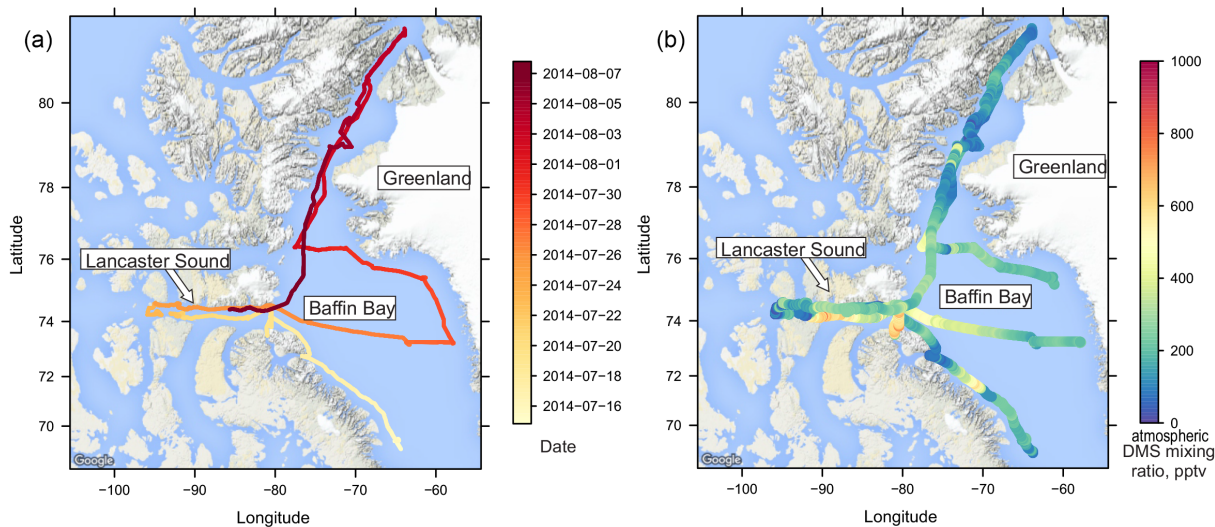 (a)
Latitude
80
78
76
74
72
70
Greenland
Lancaster Sound
Baffin Bay
Google
−100
−90
−80
−70
−60
Longitude
2014−08−07
2014−08−05
2014−08−03
2014−08−01
2014−07−30
2014−07−28
2014−07−26
2014−07−24
2014−07−22
2014−07−20
2014−07−18
2014−07−16
Date
(b)
Latitude
80
78
76
74
72
70
Greenland
Lancaster Sound
Baffin Bay
Google
−100
−90
−80
−70
−60
Longitude
1000
800
600
400
200
0
atmospheric
DMS mixing
ratio, pptv